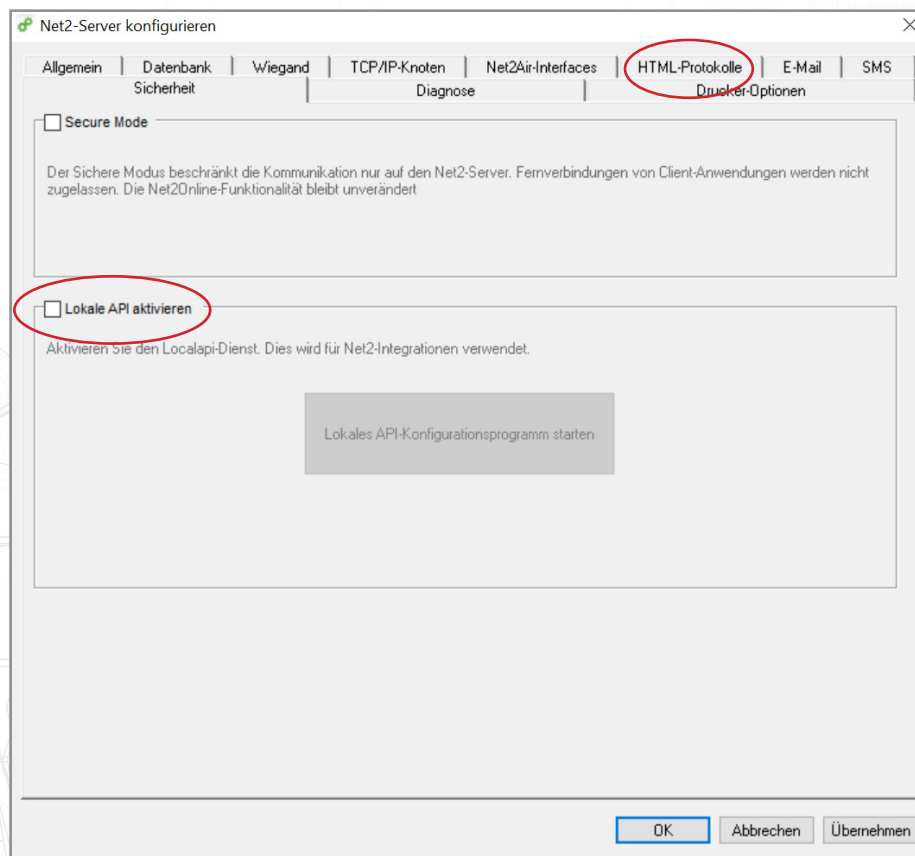 Net2-Server konfigurieren
Allgemein Datenbank Wiegand TCP/IP-Knoten Net2Air-Interfaces HTML-Protokolle E-Mail SMS
Sicherheit Diagnose Drucker-Optionen
Secure Mode
Der Sichere Modus beschränkt die Kommunikation nur auf den Net2-Server. Fernverbindungen von Client-Anwendungen werden nicht
zugelassen. Die Net2Online-Funktionalität bleibt unverändert
Lokale API aktivieren
Aktivieren Sie den Localapi-Dienst. Dies wird für Net2-Integrationen verwendet.
Lokales API-Konfigurationsprogramm starten
OK Abbrechen Übernehmen